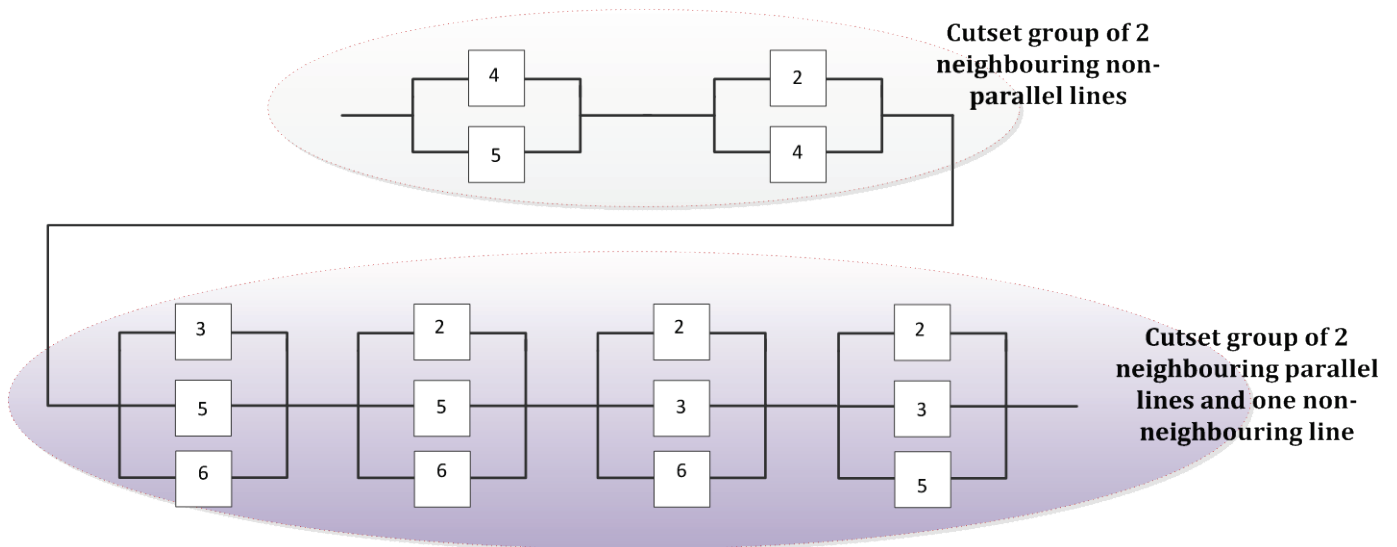 Cutset group of 2
neighbouring non-
parallel lines
4
2
5
4
3
2
2
2
5
5
3
3
6
6
6
5
Cutset group of 2
neighbouring parallel
lines and one non-
neighbouring line